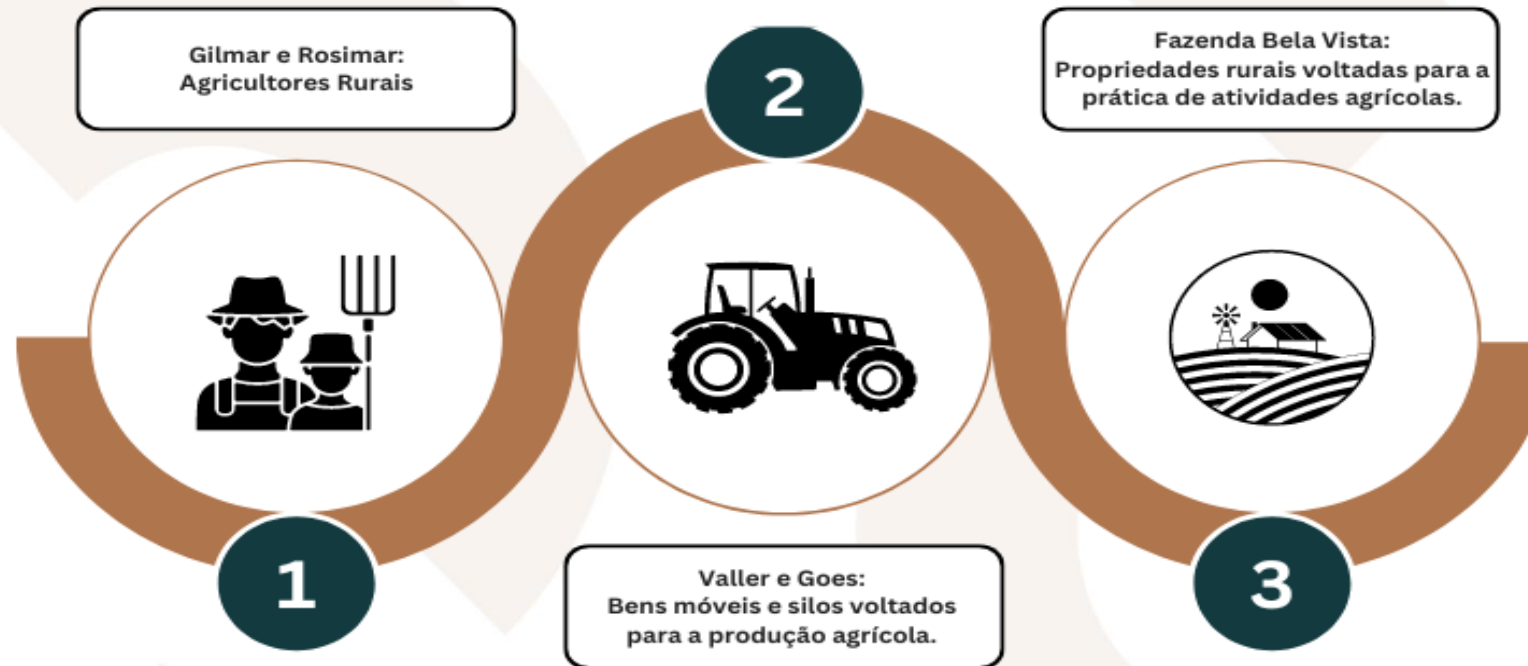 Gilmar e Rosimar:
Agricultores Rurais
1
2
Valler e Goes:
Bens móveis e silos voltados
para a produção agrícola.
Fazenda Bela Vista:
Propriedades rurais voltadas para a
prática de atividades agrícolas.
3